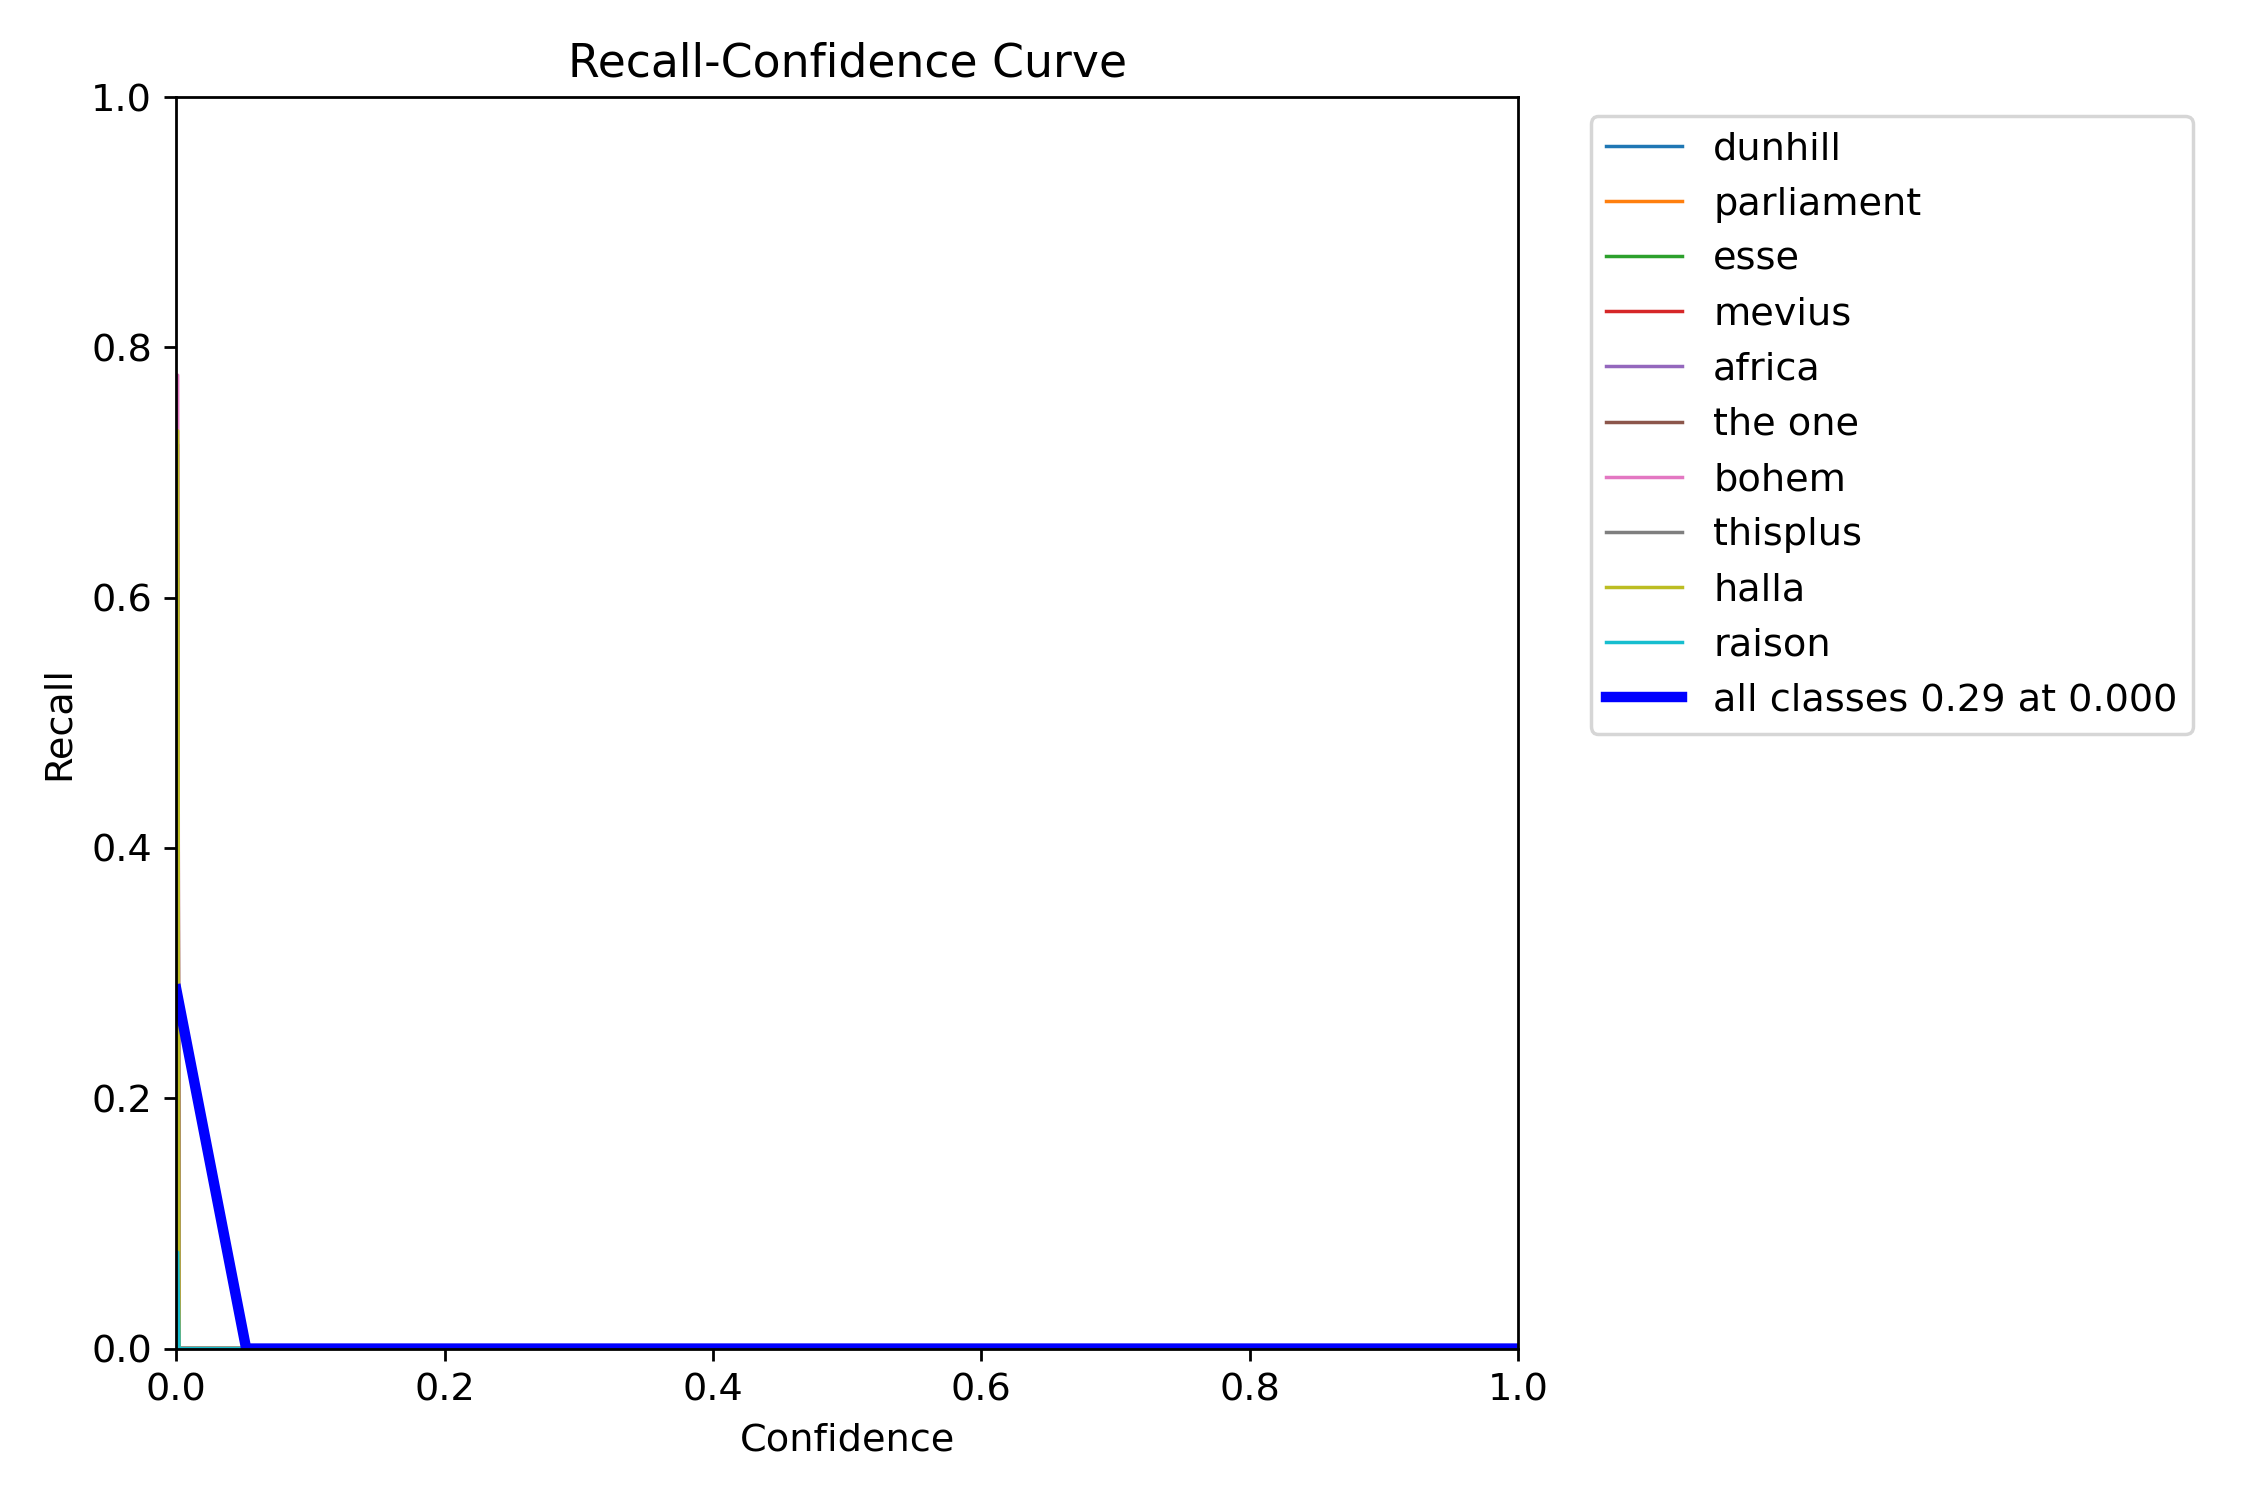 Recall-Confidence Curve
1.0
0.8
0.6
0.4
0.2
0.0
Recall
0.0 0.2 0.4 0.6 0.8 1.0
Confidence
dunhill
parliament
esse
mevius
africa
the one
bohem
thisplus
halla
raison
all classes 0.29 at 0.000